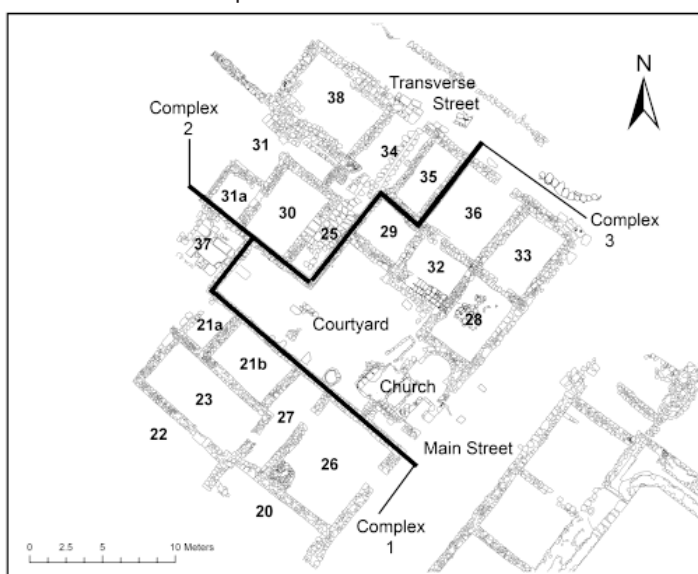 N
Transverse
Street
38
Complex
2
31
34
35
31a
30
36
Complex
3
25
29
37
32
33
Courtyard
28
21a
21b
Church
23
27
22
26
Main Street
20
Complex
1
0 2.5 5 10 Meters